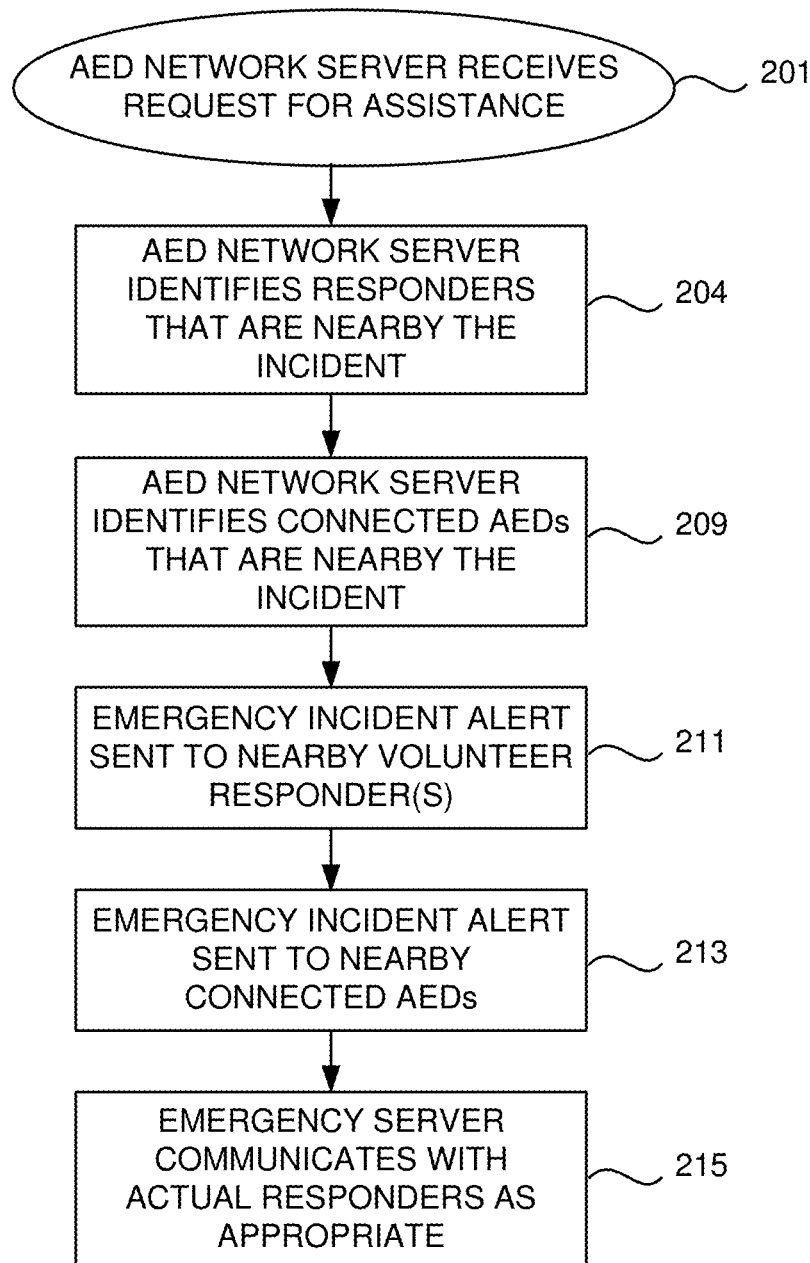 AED NETWORK SERVER RECEIVES
REQUEST FOR ASSISTANCE
201
AED NETWORK SERVER
IDENTIFIES RESPONDERS
THAT ARE NEARBY THE
INCIDENT
204
AED NETWORK SERVER
IDENTIFIES CONNECTED AEDs
THAT ARE NEARBY THE
INCIDENT
209
EMERGENCY INCIDENT ALERT
SENT TO NEARBY VOLUNTEER
RESPONDER(S)
211
EMERGENCY INCIDENT ALERT
SENT TO NEARBY
CONNECTED AEDs
213
EMERGENCY SERVER
COMMUNICATES WITH
ACTUAL RESPONDERS AS
APPROPRIATE
215